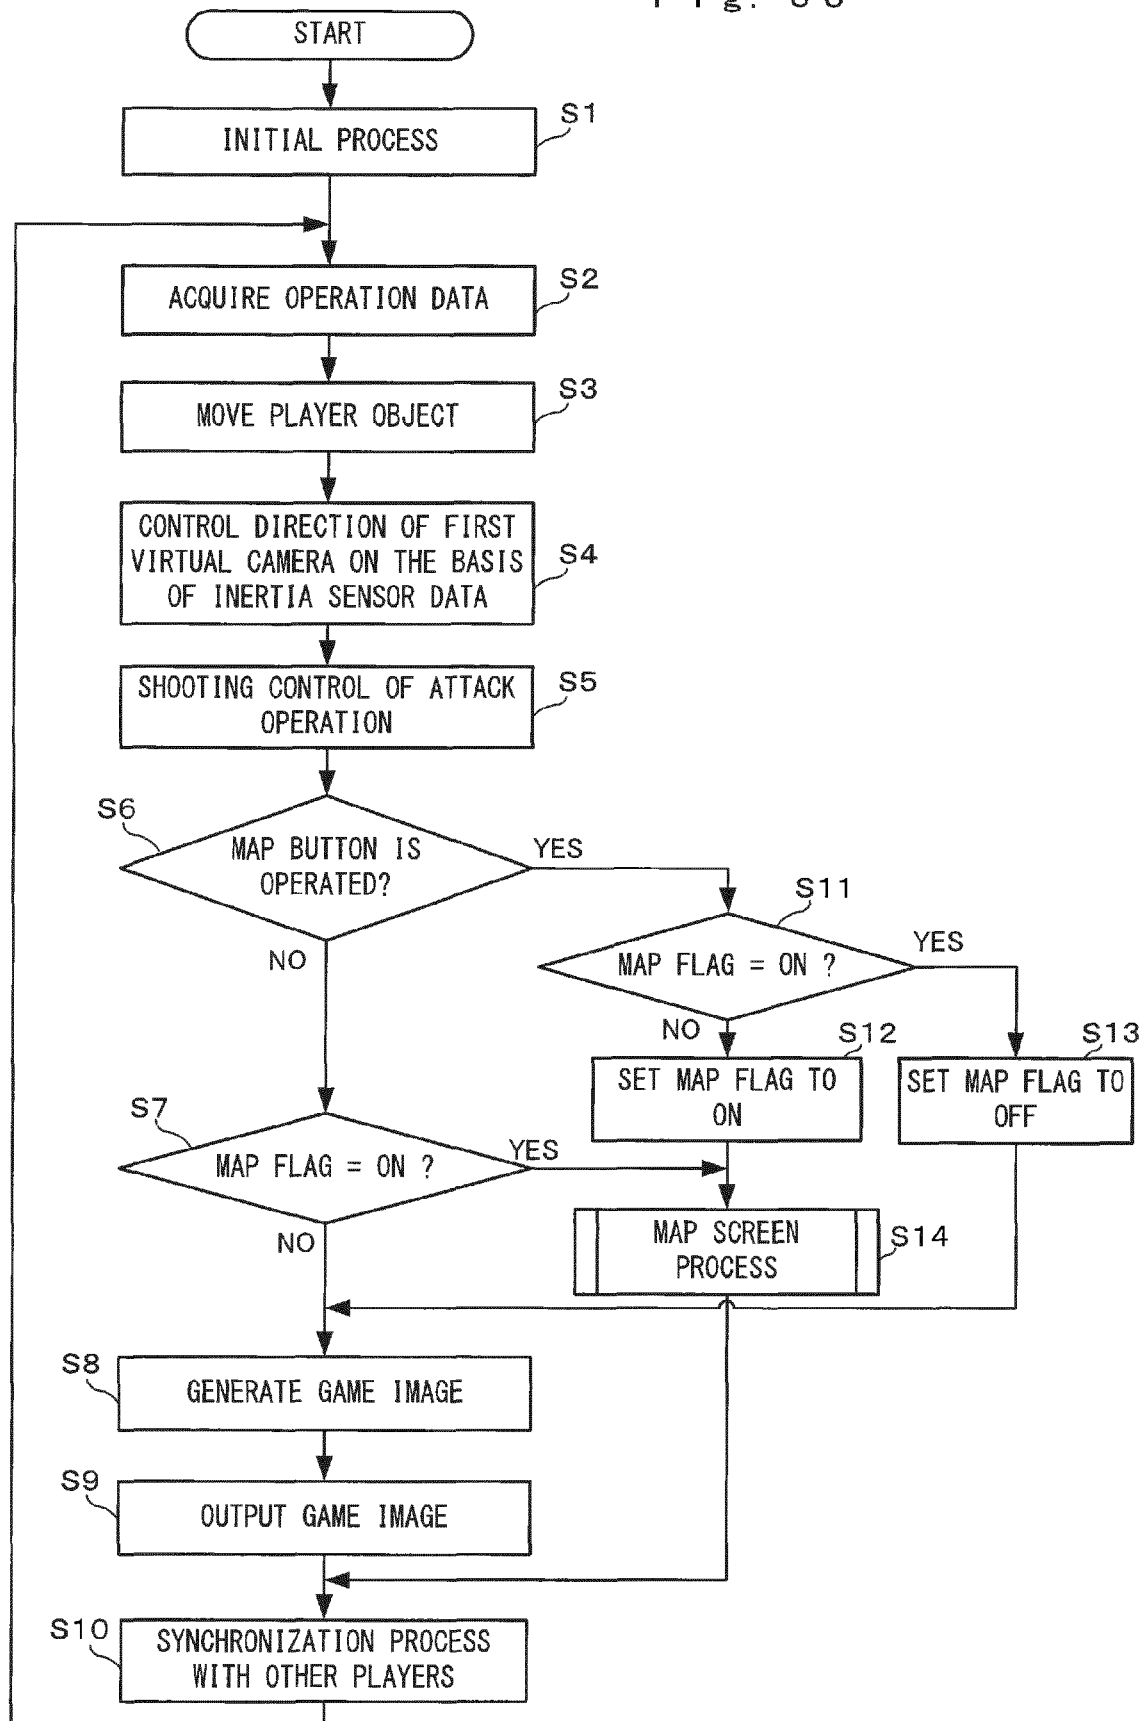 START
INITIAL PROCESS
S1
ACQUIRE OPERATION DATA
S2
MOVE PLAYER OBJECT
S3
CONTROL DIRECTION OF FIRST
VIRTUAL CAMERA ON THE BASIS
OF INERTIA SENSOR DATA
S4
SHOOTING CONTROL OF ATTACK
OPERATION
S5
S6
MAP BUTTON IS
OPERATED?
YES
NO
S11
MAP FLAG = ON ?
YES
NO
S12
SET MAP FLAG TO
ON
S13
SET MAP FLAG TO
OFF
S7
MAP FLAG = ON ?
YES
NO
MAP SCREEN
PROCESS
S14
S8
GENERATE GAME IMAGE
S9
OUTPUT GAME IMAGE
S10
SYNCHRONIZATION PROCESS
WITH OTHER PLAYERS